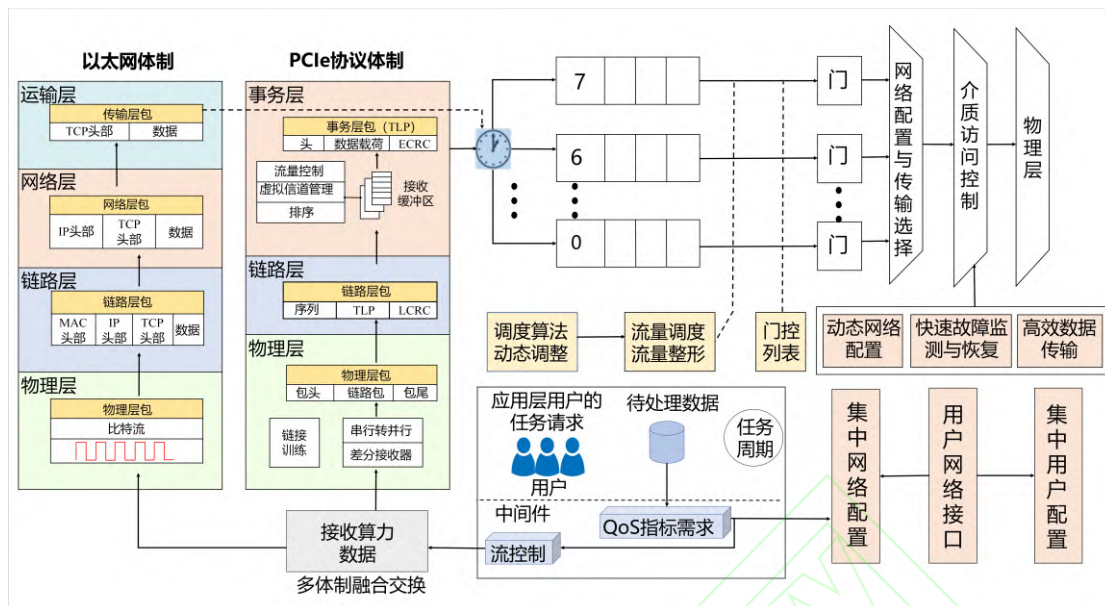 以太网体制
运输层
传输层包
TCP头部 数据
网络层
网络层包
IP头部 TCP
头部 数据
链路层
链路层包
MAC
头部 IP
头部 TCP
头部 数据
物理层
物理层包
比特流
PCIe协议体制
事务层
事务层包（TLP）
头 数据载荷 ECRC
流量控制
虚拟信道管理
排序
接收
缓冲区
链路层
链路层包
序列 TLP LCRC
物理层
物理层包
包头 链路包 包尾
链接
训练
串行转并行
差分接收器
接收算力
数据
多体制融合交换
7
6
0
门
门
门
网络配置与传输选择
介质访问控制
物理层
调度算法
动态调整
流量调度
流量整形
门控
列表
动态网络
配置
快速故障监
测与恢复
高效数据
传输
应用层用户的
任务请求
用户
待处理数据
任务
周期
中间件
QoS指标需求
流控制
集中网络配置
用户网络接口
集中用户配置